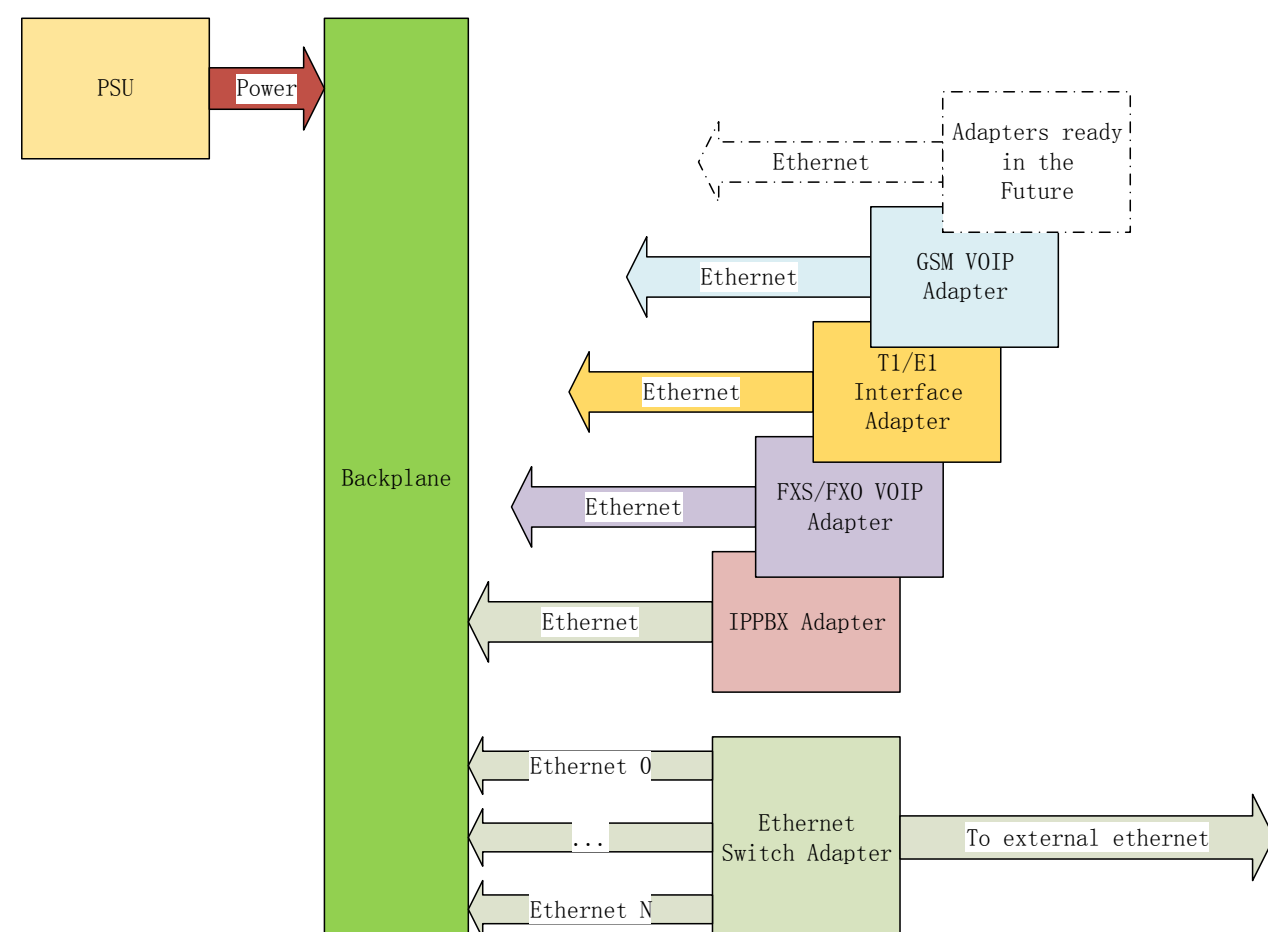 PSU
Power
Adapters ready
in the
Future
Ethernet
GSM VOIP
Adapter
Ethernet
T1/E1
Interface
Adapter
Ethernet
Backplane
FXS/FXO VOIP
Adapter
Ethernet
IPPBX Adapter
Ethernet
Ethernet 0
...
Ethernet N
Ethernet
Switch Adapter
To external ethernet